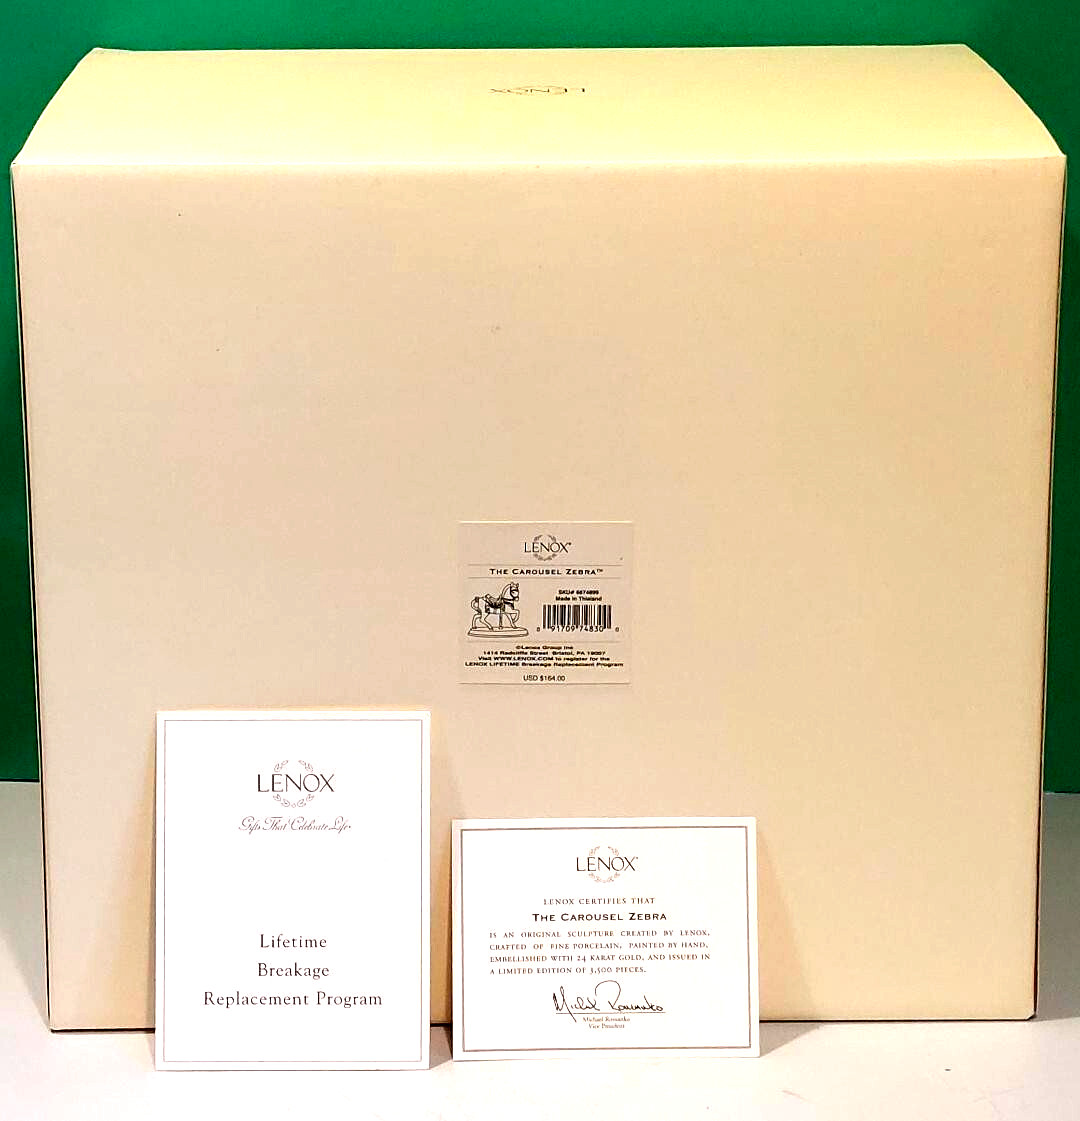 LENOX
LENOX
THE CAROUSEL ZEBRA™
Made in Thailand
0 91709 74830 0
©Lenox Group Inc
1414 Radcliffe Street Bristol, PA 19007
Visit WWW.LENOX.COM to register for the
LENOX LIFETIME Breakage Replacement Program
USD $164.00
LENOX
Gifts That Celebrate Life
Lifetime
Breakage
Replacement Program
LENOX
LENOX CERTIFIES THAT
THE CAROUSEL ZEBRA
IS AN ORIGINAL SCULPTURE CREATED BY LENOX,
CRAFTED OF FINE PORCELAIN, PAINTED BY HAND,
EMBELLISHED WITH 24 KARAT GOLD, AND ISSUED IN
A LIMITED EDITION OF 3,500 PIECES.
Vice President